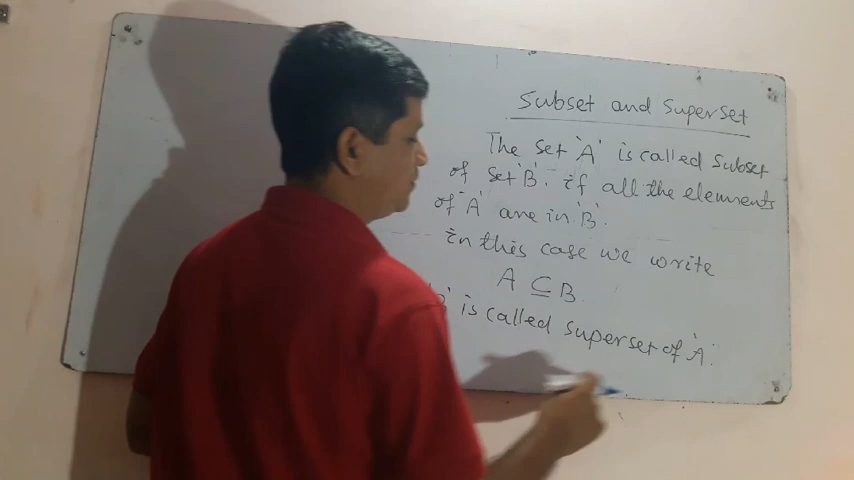 Subset and Superset
The set 'A' is called Subset
of set 'B'. if all the elements
of 'A' are in 'B'.
in this case we write
A ⊆ B.
B' is called superset of 'A'.